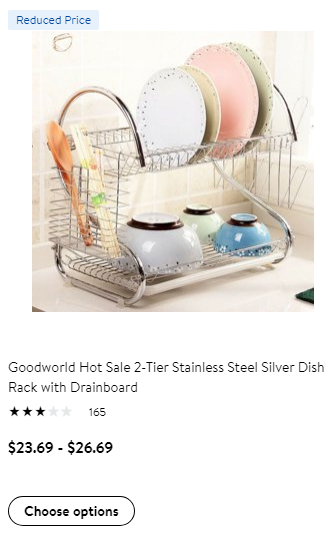 Reduced Price
Goodworld Hot Sale 2-Tier Stainless Steel Silver Dish
Rack with Drainboard
165
$23.69 - $26.69
Choose options